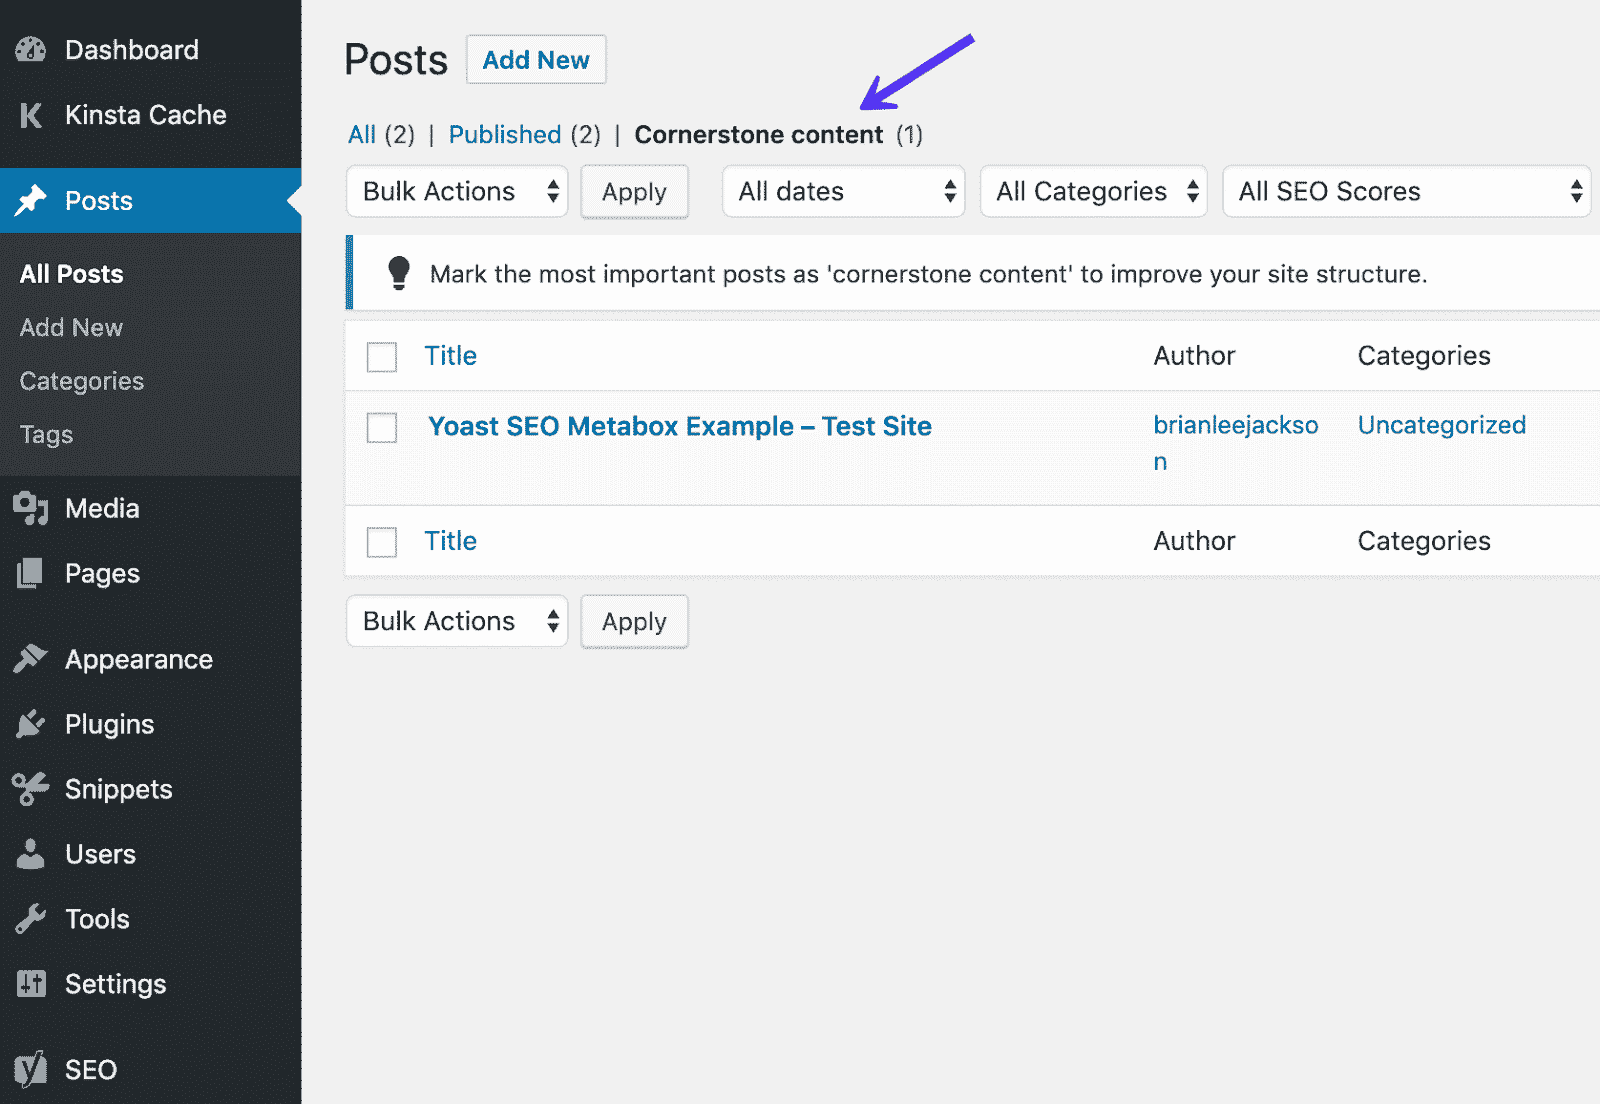 Dashboard
Kinsta Cache
Posts
All Posts
Add New
Categories
Tags
Media
Pages
Appearance
Plugins
Snippets
Users
Tools
Settings
SEO
Posts Add New
All (2) | Published (2) | Cornerstone content (1)
Bulk Actions Apply All dates All Categories All SEO Scores
Mark the most important posts as 'cornerstone content' to improve your site structure.
Title Author Categories
Yoast SEO Metabox Example – Test Site brianleejackso Uncategorized
n
Title Author Categories
Bulk Actions Apply